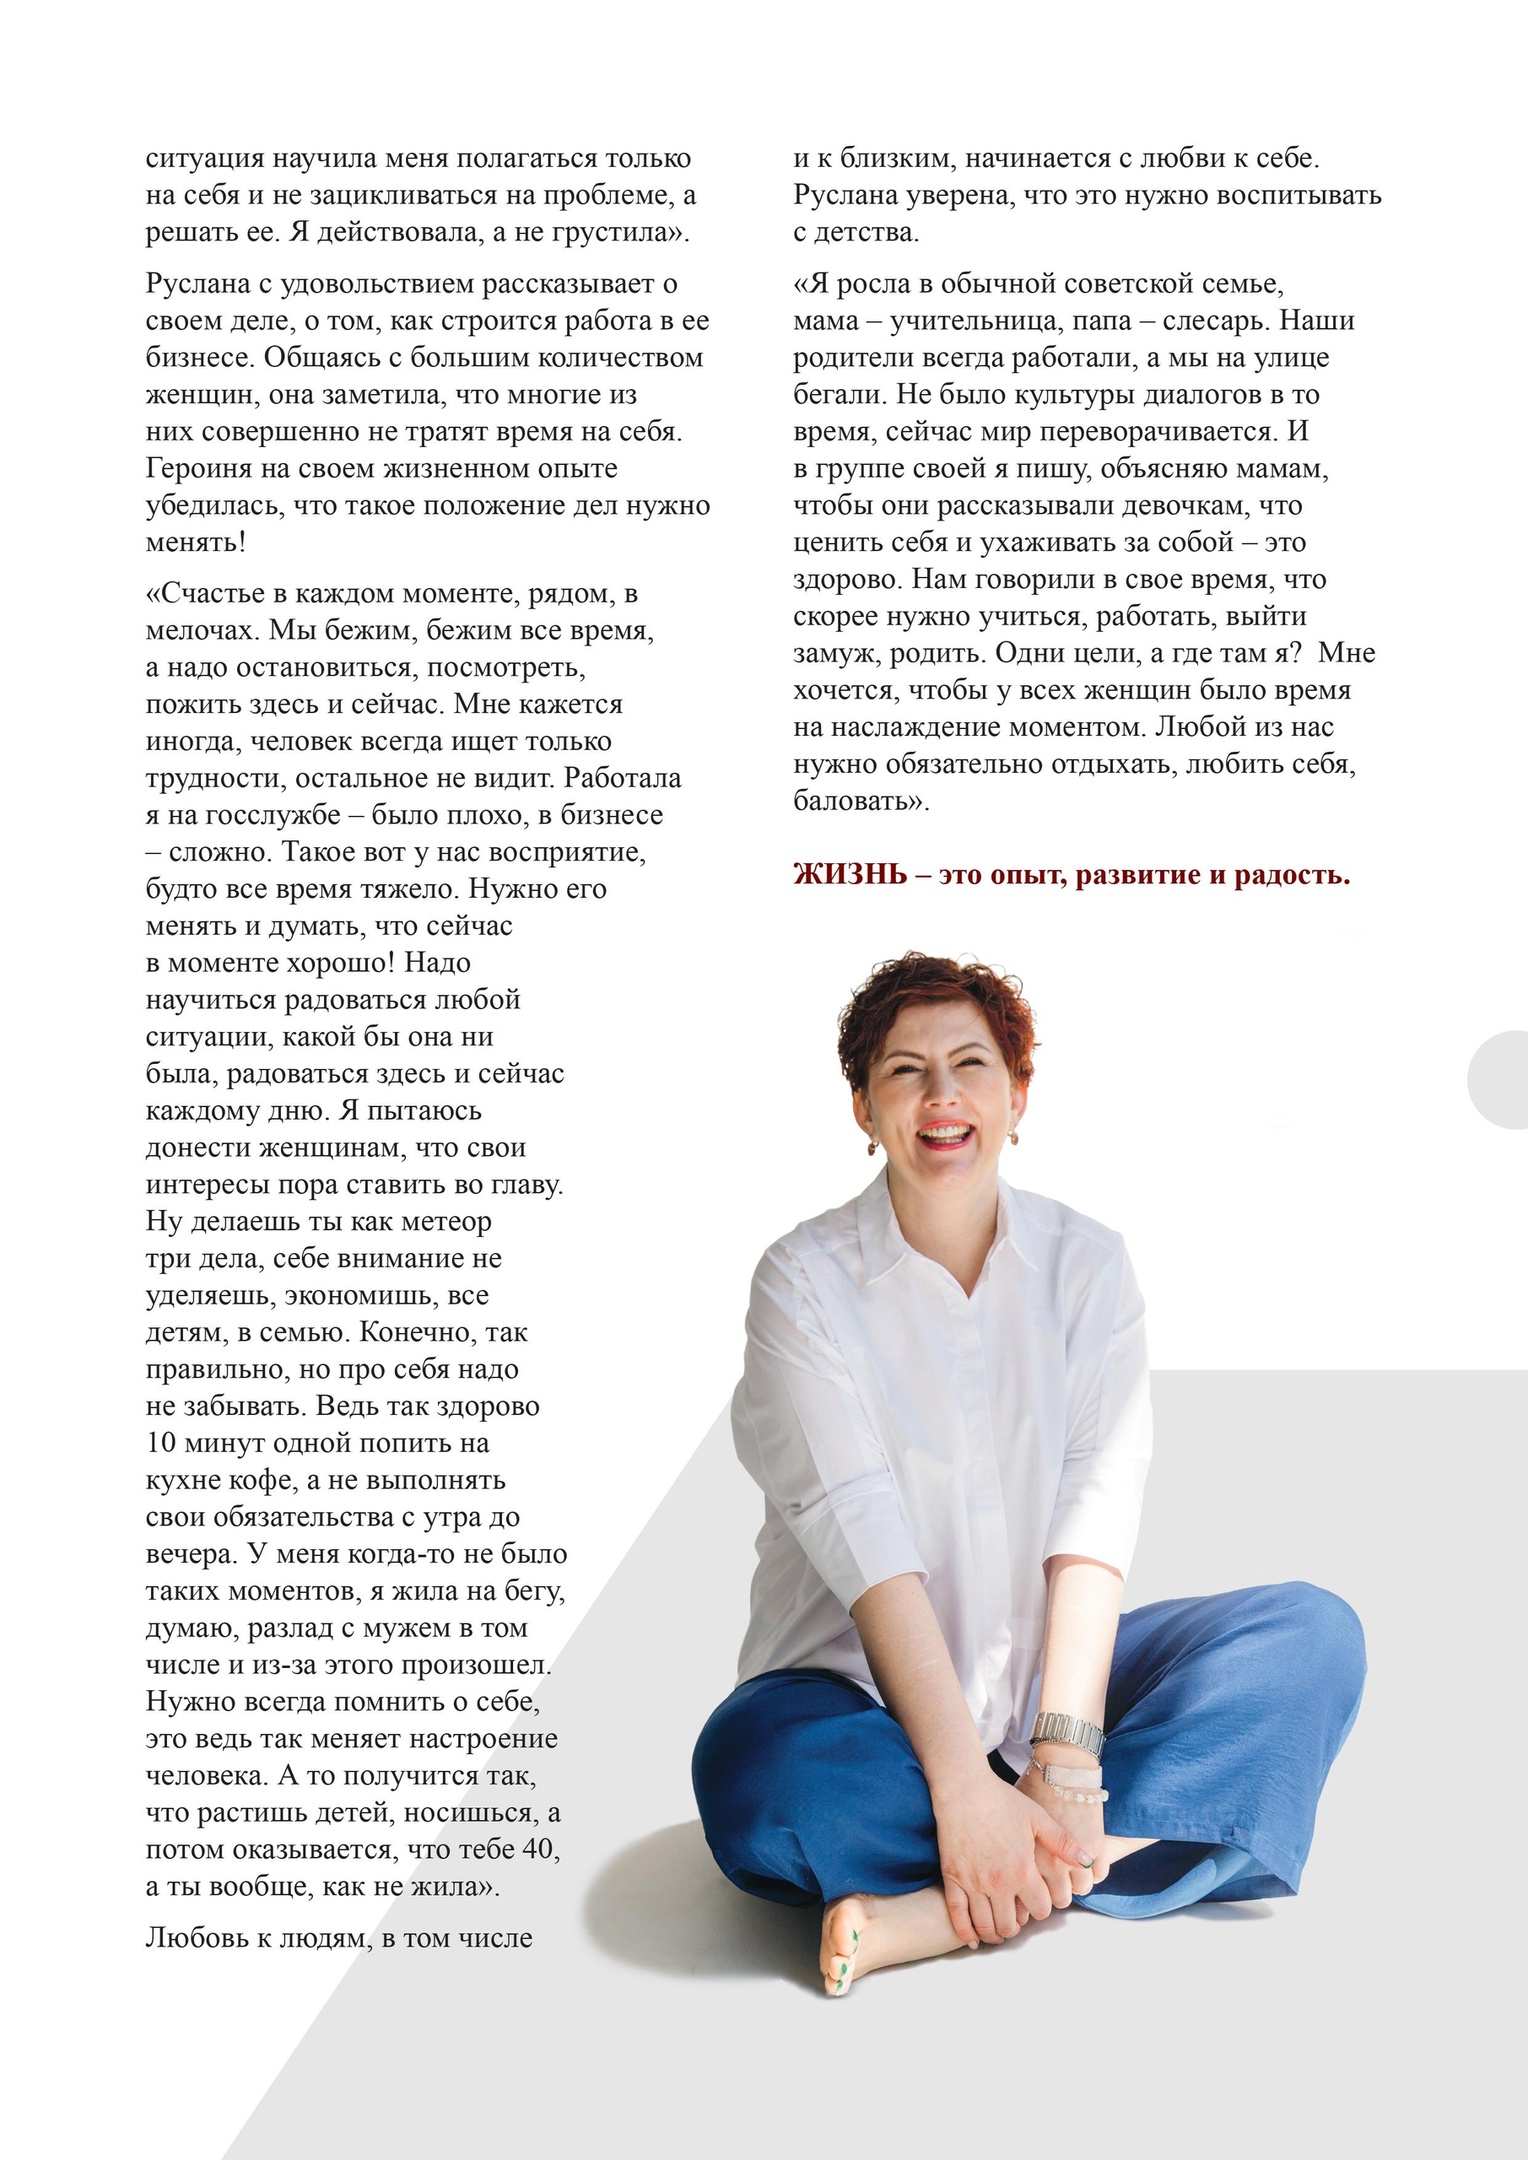 ситуация научила меня полагаться только
на себя и не зацикливаться на проблеме, а
решать ее. Я действовала, а не грустила».
Руслана с удовольствием рассказывает о
своем деле, о том, как строится работа в ее
бизнесе. Общаясь с большим количеством
женщин, она заметила, что многие из
них совершенно не тратят время на себя.
Героиня на своем жизненном опыте
убедилась, что такое положение дел нужно
менять!
«Счастье в каждом моменте, рядом, в
мелочах. Мы бежим, бежим все время,
а надо остановиться, посмотреть,
пожить здесь и сейчас. Мне кажется
иногда, человек всегда ищет только
трудности, остальное не видит. Работала
я на госслужбе – было плохо, в бизнесе
– сложно. Такое вот у нас восприятие,
будто все время тяжело. Нужно его
менять и думать, что сейчас
в моменте хорошо! Надо
научиться радоваться любой
ситуации, какой бы она ни
была, радоваться здесь и сейчас
каждому дню. Я пытаюсь
донести женщинам, что свои
интересы пора ставить во главу.
Ну делаешь ты как метеор
три дела, себе внимание не
уделяешь, экономишь, все
детям, в семью. Конечно, так
правильно, но про себя надо
не забывать. Ведь так здорово
10 минут одной попить на
кухне кофе, а не выполнять
свои обязательства с утра до
вечера. У меня когда-то не было
таких моментов, я жила на бегу,
думаю, разлад с мужем в том
числе и из-за этого произошел.
Нужно всегда помнить о себе,
это ведь так меняет настроение
человека. А то получится так,
что растишь детей, носишься, а
потом оказывается, что тебе 40,
а ты вообще, как не жила».
Любовь к людям, в том числе
и к близким, начинается с любви к себе.
Руслана уверена, что это нужно воспитывать
с детства.
«Я росла в обычной советской семье,
мама – учительница, папа – слесарь. Наши
родители всегда работали, а мы на улице
бегали. Не было культуры диалогов в то
время, сейчас мир переворачивается. И
в группе своей я пишу, объясняю мамам,
чтобы они рассказывали девочкам, что
ценить себя и ухаживать за собой – это
здорово. Нам говорили в свое время, что
скорее нужно учиться, работать, выйти
замуж, родить. Одни цели, а где там я?  Мне
хочется, чтобы у всех женщин было время
на наслаждение моментом. Любой из нас
нужно обязательно отдыхать, любить себя,
баловать».
ЖИЗНЬ – это опыт, развитие и радость.